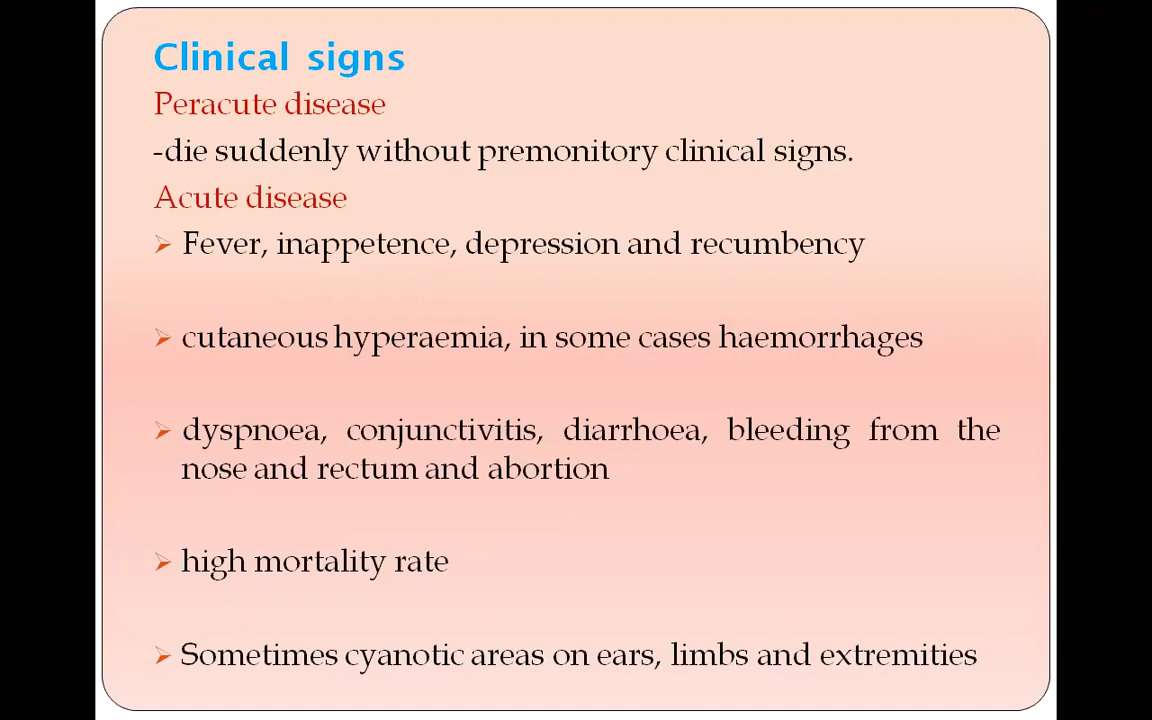 Clinical signs
Peracute disease
-die suddenly without premonitory clinical signs.
Acute disease
Fever, inappetence, depression and recumbency
cutaneous hyperaemia, in some cases haemorrhages
dyspnoea, conjunctivitis, diarrhoea, bleeding from the
nose and rectum and abortion
high mortality rate
Sometimes cyanotic areas on ears, limbs and extremities